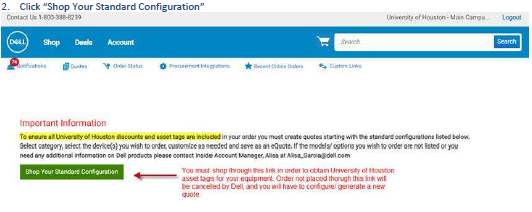 2. Click “Shop Your Standard Configuration”
Contact Us 1-800-388-8239 University of Houston - Main Campu... Logout
DELL Shop Deals Account Search Search
Notifications Quotes Order Status Procurement Integrations Recent Online Orders Custom Links
Important Information
To ensure all University of Houston discounts and asset tags are included in your order you must create quotes starting with the standard configurations listed below.
Select category, select the device(s) you wish to order, customize as needed and save as an eQuote. If the models/ options you wish to order are not listed or you
need any additional information on Dell products please contact Inside Account Manager, Alisa at Alisa_Garcia@dell.com
Shop Your Standard Configuration
You must shop through this link in order to obtain University of Houston
asset tags for your equipment. Order not placed through this link will
be cancelled by Dell, and you will have to configure/ generate a new
quote.